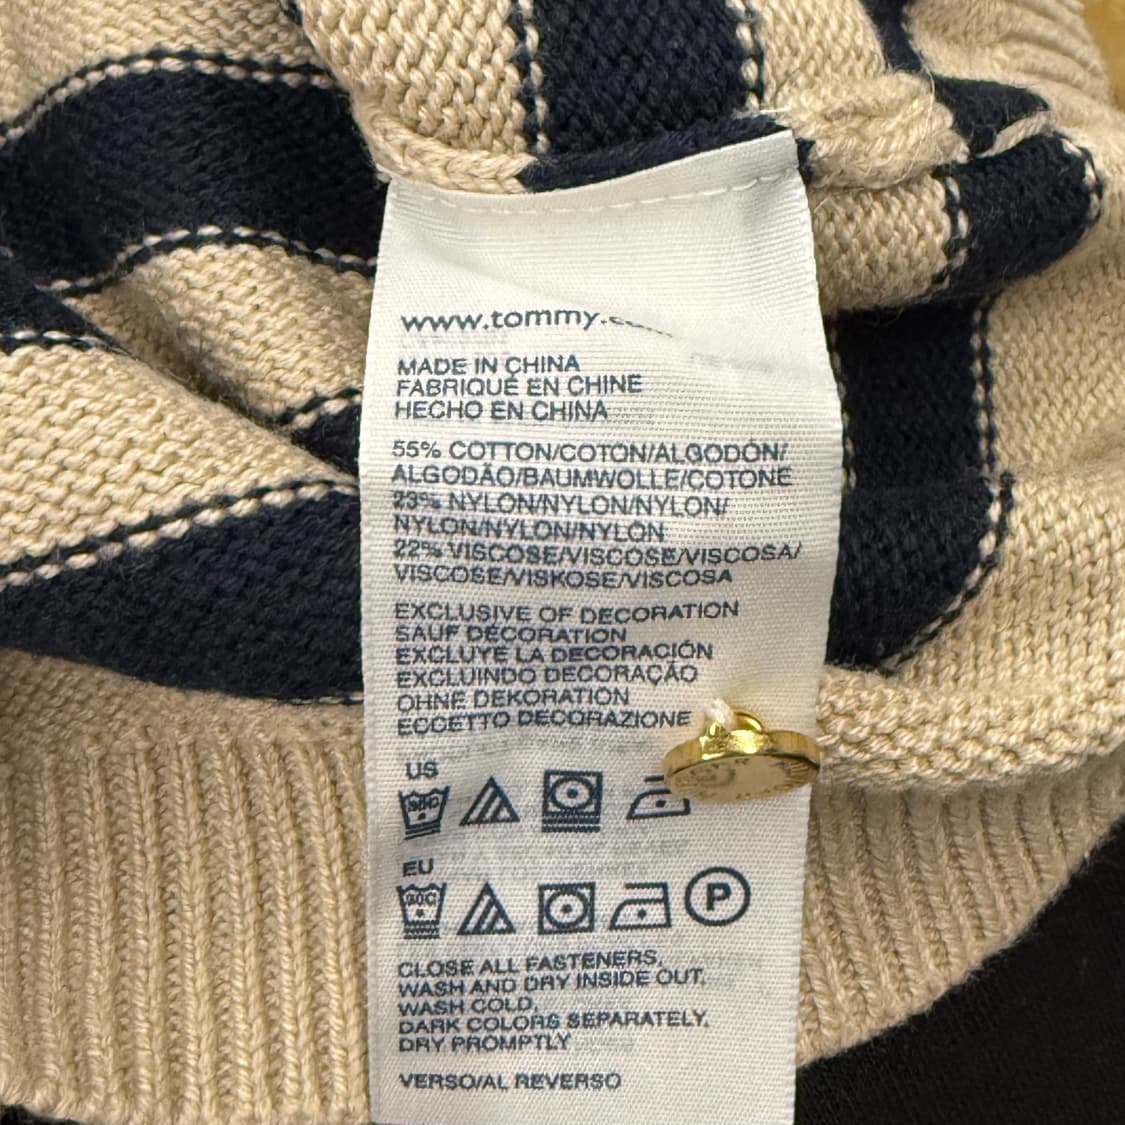 www.tommy.
MADE IN CHINA
FABRIQUÉ EN CHINE
HECHO EN CHINA
55% COTTON/COTON/ALGODÓN/
ALGODÃO/BAUMWOLLE/COTONE
23% NYLON/NYLON/NYLON/
NYLON/NYLON/NYLON
22% VISCOSE/VISCOSE/VISCOSA/
VISCOSE/VISKOSE/VISCOSA
EXCLUSIVE OF DECORATION
SAUF DÉCORATION
EXCLUYE LA DECORACIÓN
EXCLUINDO DECORAÇÃO
OHNE DEKORATION
ECCETTO DECORAZIONE
US
30C
EU
30C
P
CLOSE ALL FASTENERS,
WASH AND DRY INSIDE OUT,
WASH COLD,
DARK COLORS SEPARATELY,
DRY PROMPTLY
VERSO/AL REVERSO